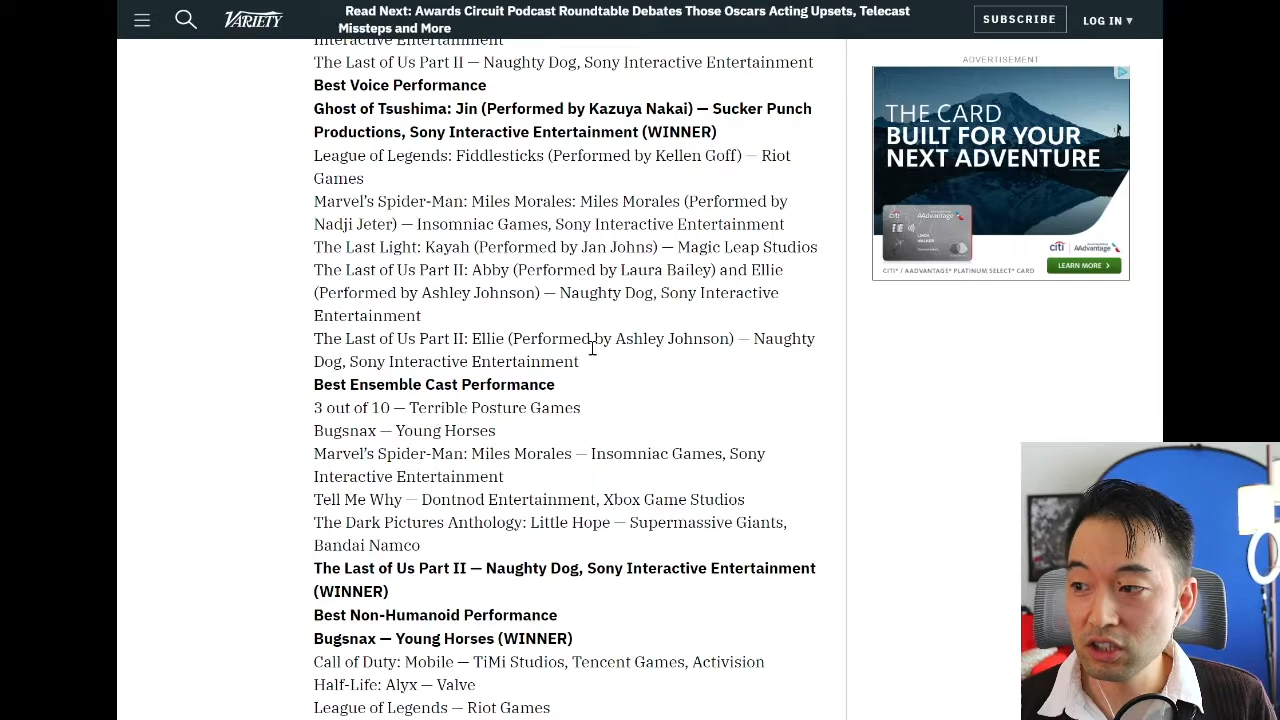 Read Next: Awards Circuit Podcast Roundtable Debates Those Oscars Acting Upsets, Telecast
Missteps and More
VARIETY
SUBSCRIBE
LOG IN ▾
Interactive Entertainment
The Last of Us Part II — Naughty Dog, Sony Interactive Entertainment
Best Voice Performance
Ghost of Tsushima: Jin (Performed by Kazuya Nakai) — Sucker Punch
Productions, Sony Interactive Entertainment (WINNER)
League of Legends: Fiddlesticks (Performed by Kellen Goff) — Riot
Games
Marvel’s Spider-Man: Miles Morales: Miles Morales (Performed by
Nadji Jeter) — Insomniac Games, Sony Interactive Entertainment
The Last Light: Kayah (Performed by Jan Johns) — Magic Leap Studios
The Last of Us Part II: Abby (Performed by Laura Bailey) and Ellie
(Performed by Ashley Johnson) — Naughty Dog, Sony Interactive
Entertainment
The Last of Us Part II: Ellie (Performed by Ashley Johnson) — Naughty
Dog, Sony Interactive Entertainment
Best Ensemble Cast Performance
3 out of 10 — Terrible Posture Games
Bugsnax — Young Horses
Marvel’s Spider-Man: Miles Morales — Insomniac Games, Sony
Interactive Entertainment
Tell Me Why — Dontnod Entertainment, Xbox Game Studios
The Dark Pictures Anthology: Little Hope — Supermassive Giants,
Bandai Namco
The Last of Us Part II — Naughty Dog, Sony Interactive Entertainment
(WINNER)
Best Non-Humanoid Performance
Bugsnax — Young Horses (WINNER)
Call of Duty: Mobile — TiMi Studios, Tencent Games, Activision
Half-Life: Alyx — Valve
League of Legends — Riot Games
ADVERTISEMENT
THE CARD
BUILT FOR YOUR
NEXT ADVENTURE
citi AAdvantage
LINDA
WALKER
citi AAdvantage
CITI® / AADVANTAGE® PLATINUM SELECT® CARD
LEARN MORE >